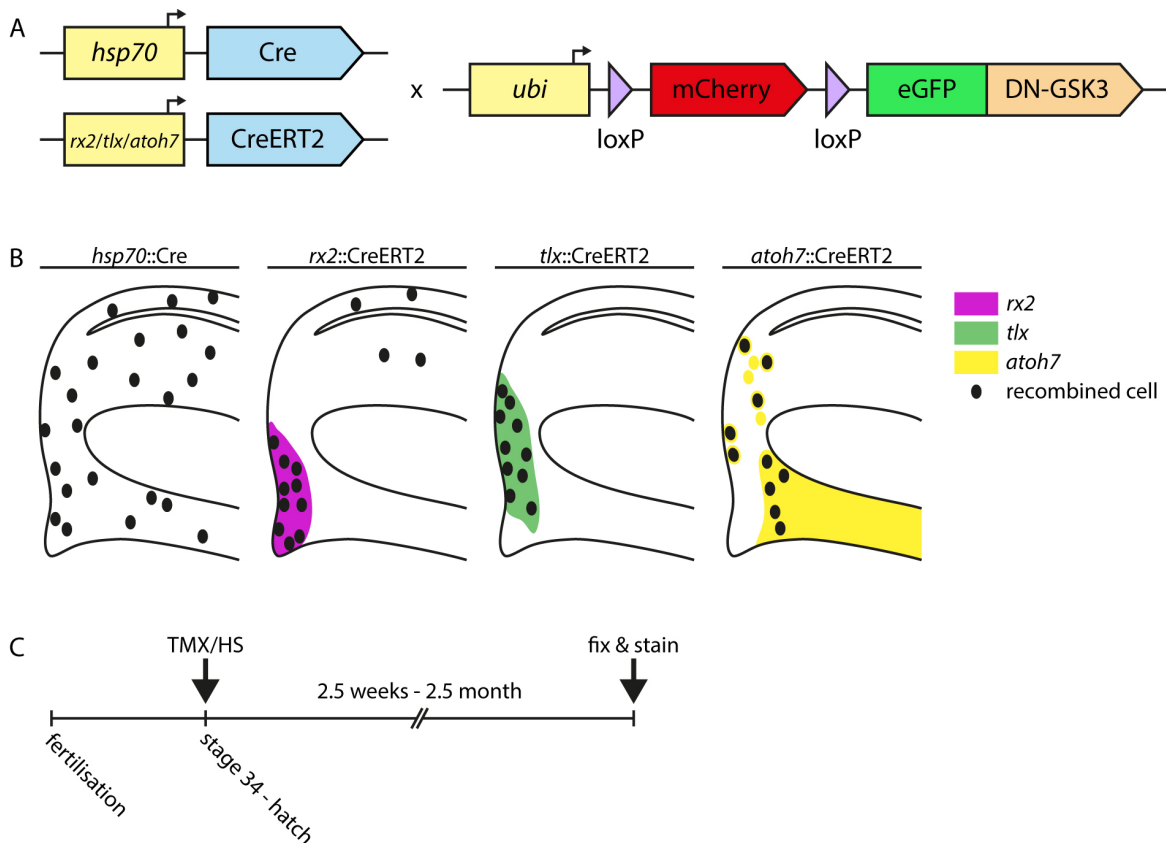 A
hsp70
Cre
rx2/tlx/atoh7
CreERT2
x
ubi
loxP
mCherry
loxP
eGFP
DN-GSK3
B
hsp70::Cre
rx2::CreERT2
tlx::CreERT2
atoh7::CreERT2
rx2
tlx
atoh7
recombined cell
C
TMX/HS
fix & stain
2.5 weeks - 2.5 month
fertilisation
stage 34 - hatch